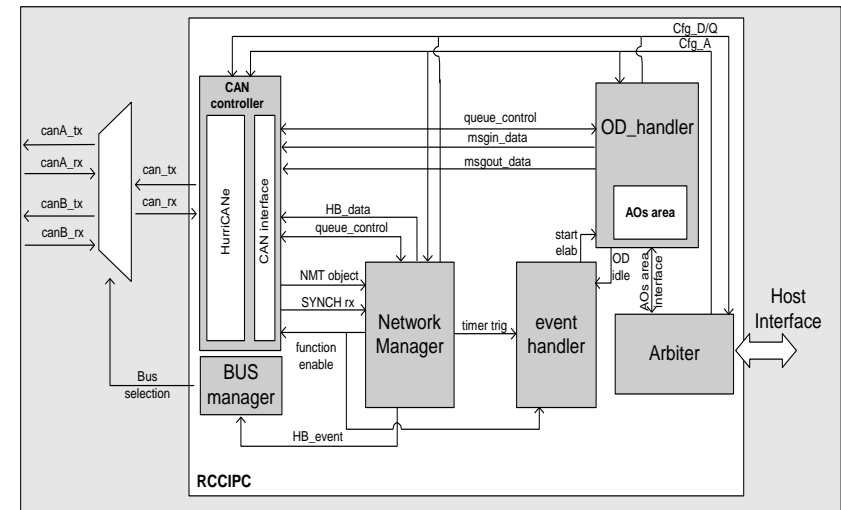 Cfg_D/Q
Cfg_A
CAN
controller
HurriCANe
CAN interface
canA_tx
canA_rx
canB_tx
canB_rx
can_tx
can_rx
queue_control
msgin_data
msgout_data
OD_handler
AOs area
HB_data
queue_control
start
elab
OD
idle
AOs area
Interface
NMT object
SYNCH rx
function
enable
Network
Manager
timer trig
event
handler
Arbiter
Host
Interface
BUS
manager
Bus
selection
HB_event
RCCIPC